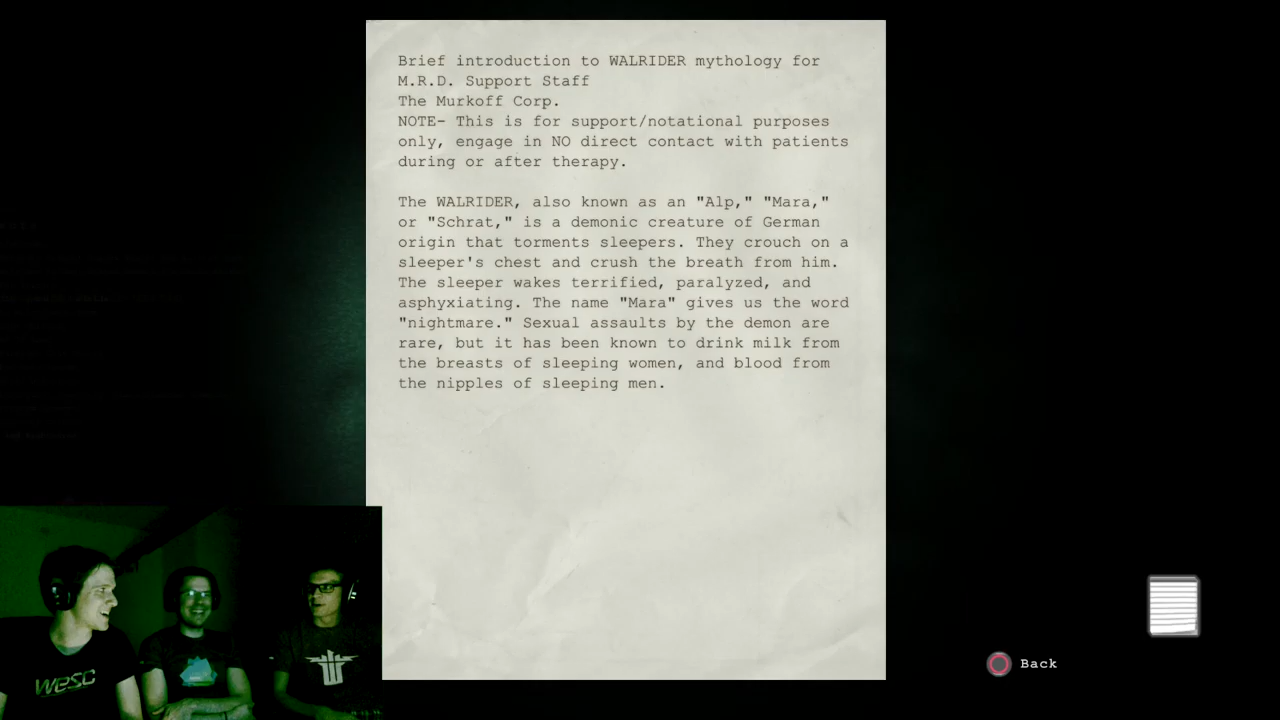 Brief introduction to WALRIDER mythology for
M.R.D. Support Staff
The Murkoff Corp.
NOTE- This is for support/notational purposes
only, engage in NO direct contact with patients
during or after therapy.
The WALRIDER, also known as an "Alp," "Mara,"
or "Schrat," is a demonic creature of German
origin that torments sleepers. They crouch on a
sleeper's chest and crush the breath from him.
The sleeper wakes terrified, paralyzed, and
asphyxiating. The name "Mara" gives us the word
"nightmare." Sexual assaults by the demon are
rare, but it has been known to drink milk from
the breasts of sleeping women, and blood from
the nipples of sleeping men.
wesc
Back